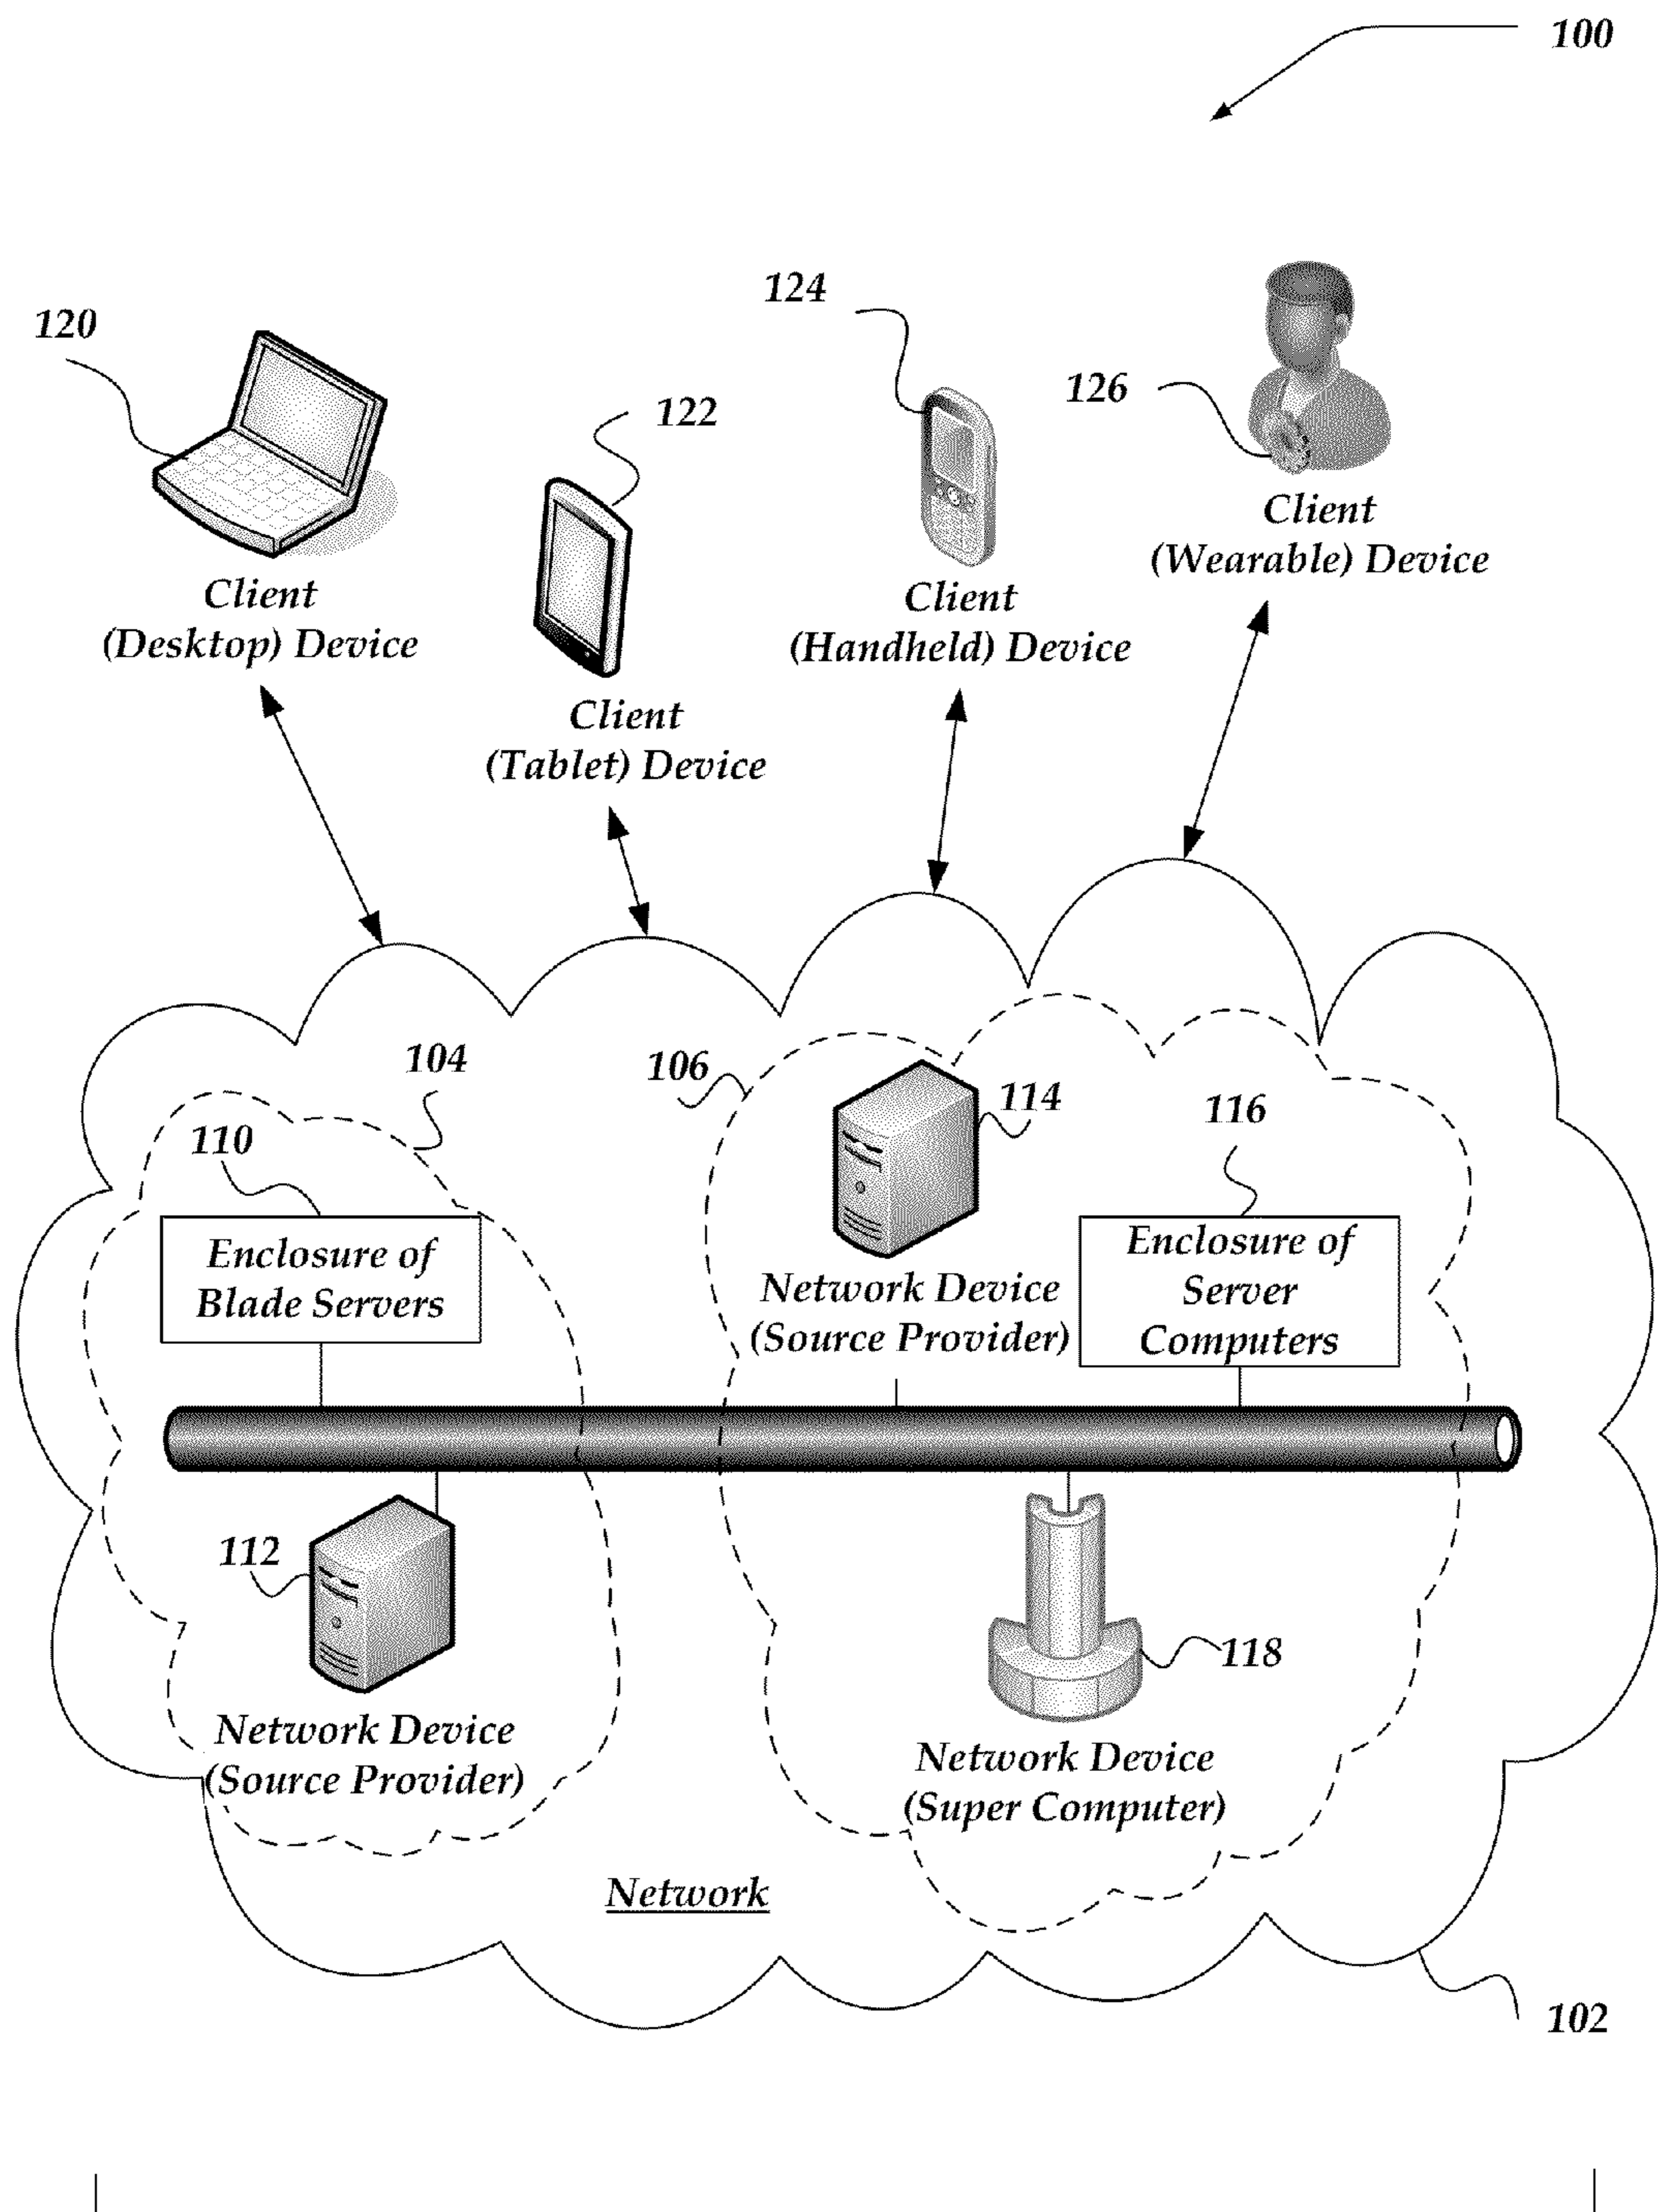 100
124
120
126
122
Client
(Wearable) Device
Client
(Desktop) Device
Client
(Handheld) Device
Client
(Tablet) Device
104
106
114
116
110
Enclosure of
Blade Servers
Enclosure of
Server
Computers
Network Device
(Source Provider)
112
118
Network Device
(Source Provider)
Network Device
(Super Computer)
Network
102